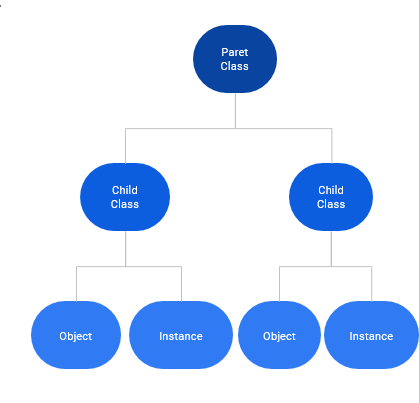 Paret
Class
Child
Class
Child
Class
Object
Instance
Object
Instance